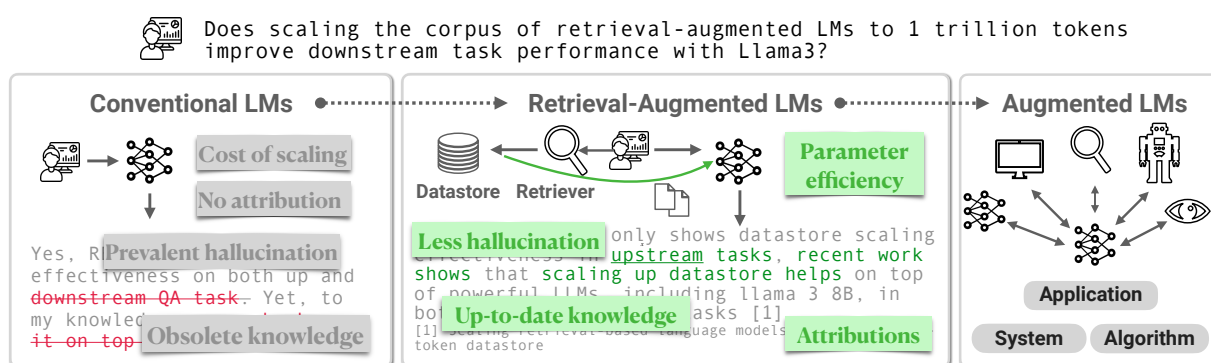 Does scaling the corpus of retrieval-augmented LMs to 1 trillion tokens
improve downstream task performance with Llama3?
Conventional LMs
Cost of scaling
No attribution
Prevalent hallucination
Yes,
effectiveness on both up and
downstream QA task. Yet, to
my
it on top
Obsolete knowledge
Retrieval-Augmented LMs
Datastore
Retriever
Parameter
efficiency
Less hallucination
only shows datastore scaling
upstream tasks, recent work
shows that scaling up datastore helps on top
of powerful LLMs, including llama 3 8B, in
Up-to-date knowledge
[1]
[1]
token datastore
Attributions
Augmented LMs
Application
System
Algorithm